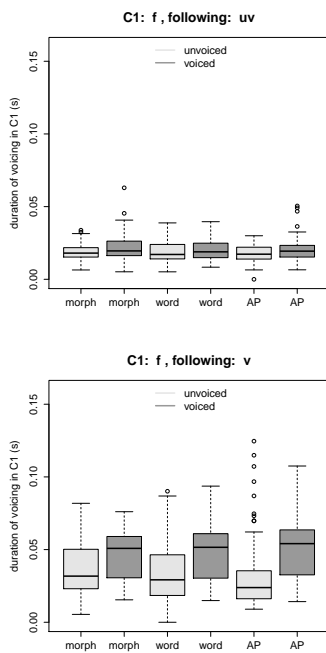 C1: f , following: uv
unvoiced
voiced
duration of voicing in C1 (s)
0.15
0.10
0.05
0.00
morph morph word word AP AP
C1: f , following: v
unvoiced
voiced
duration of voicing in C1 (s)
0.15
0.10
0.05
0.00
morph morph word word AP AP